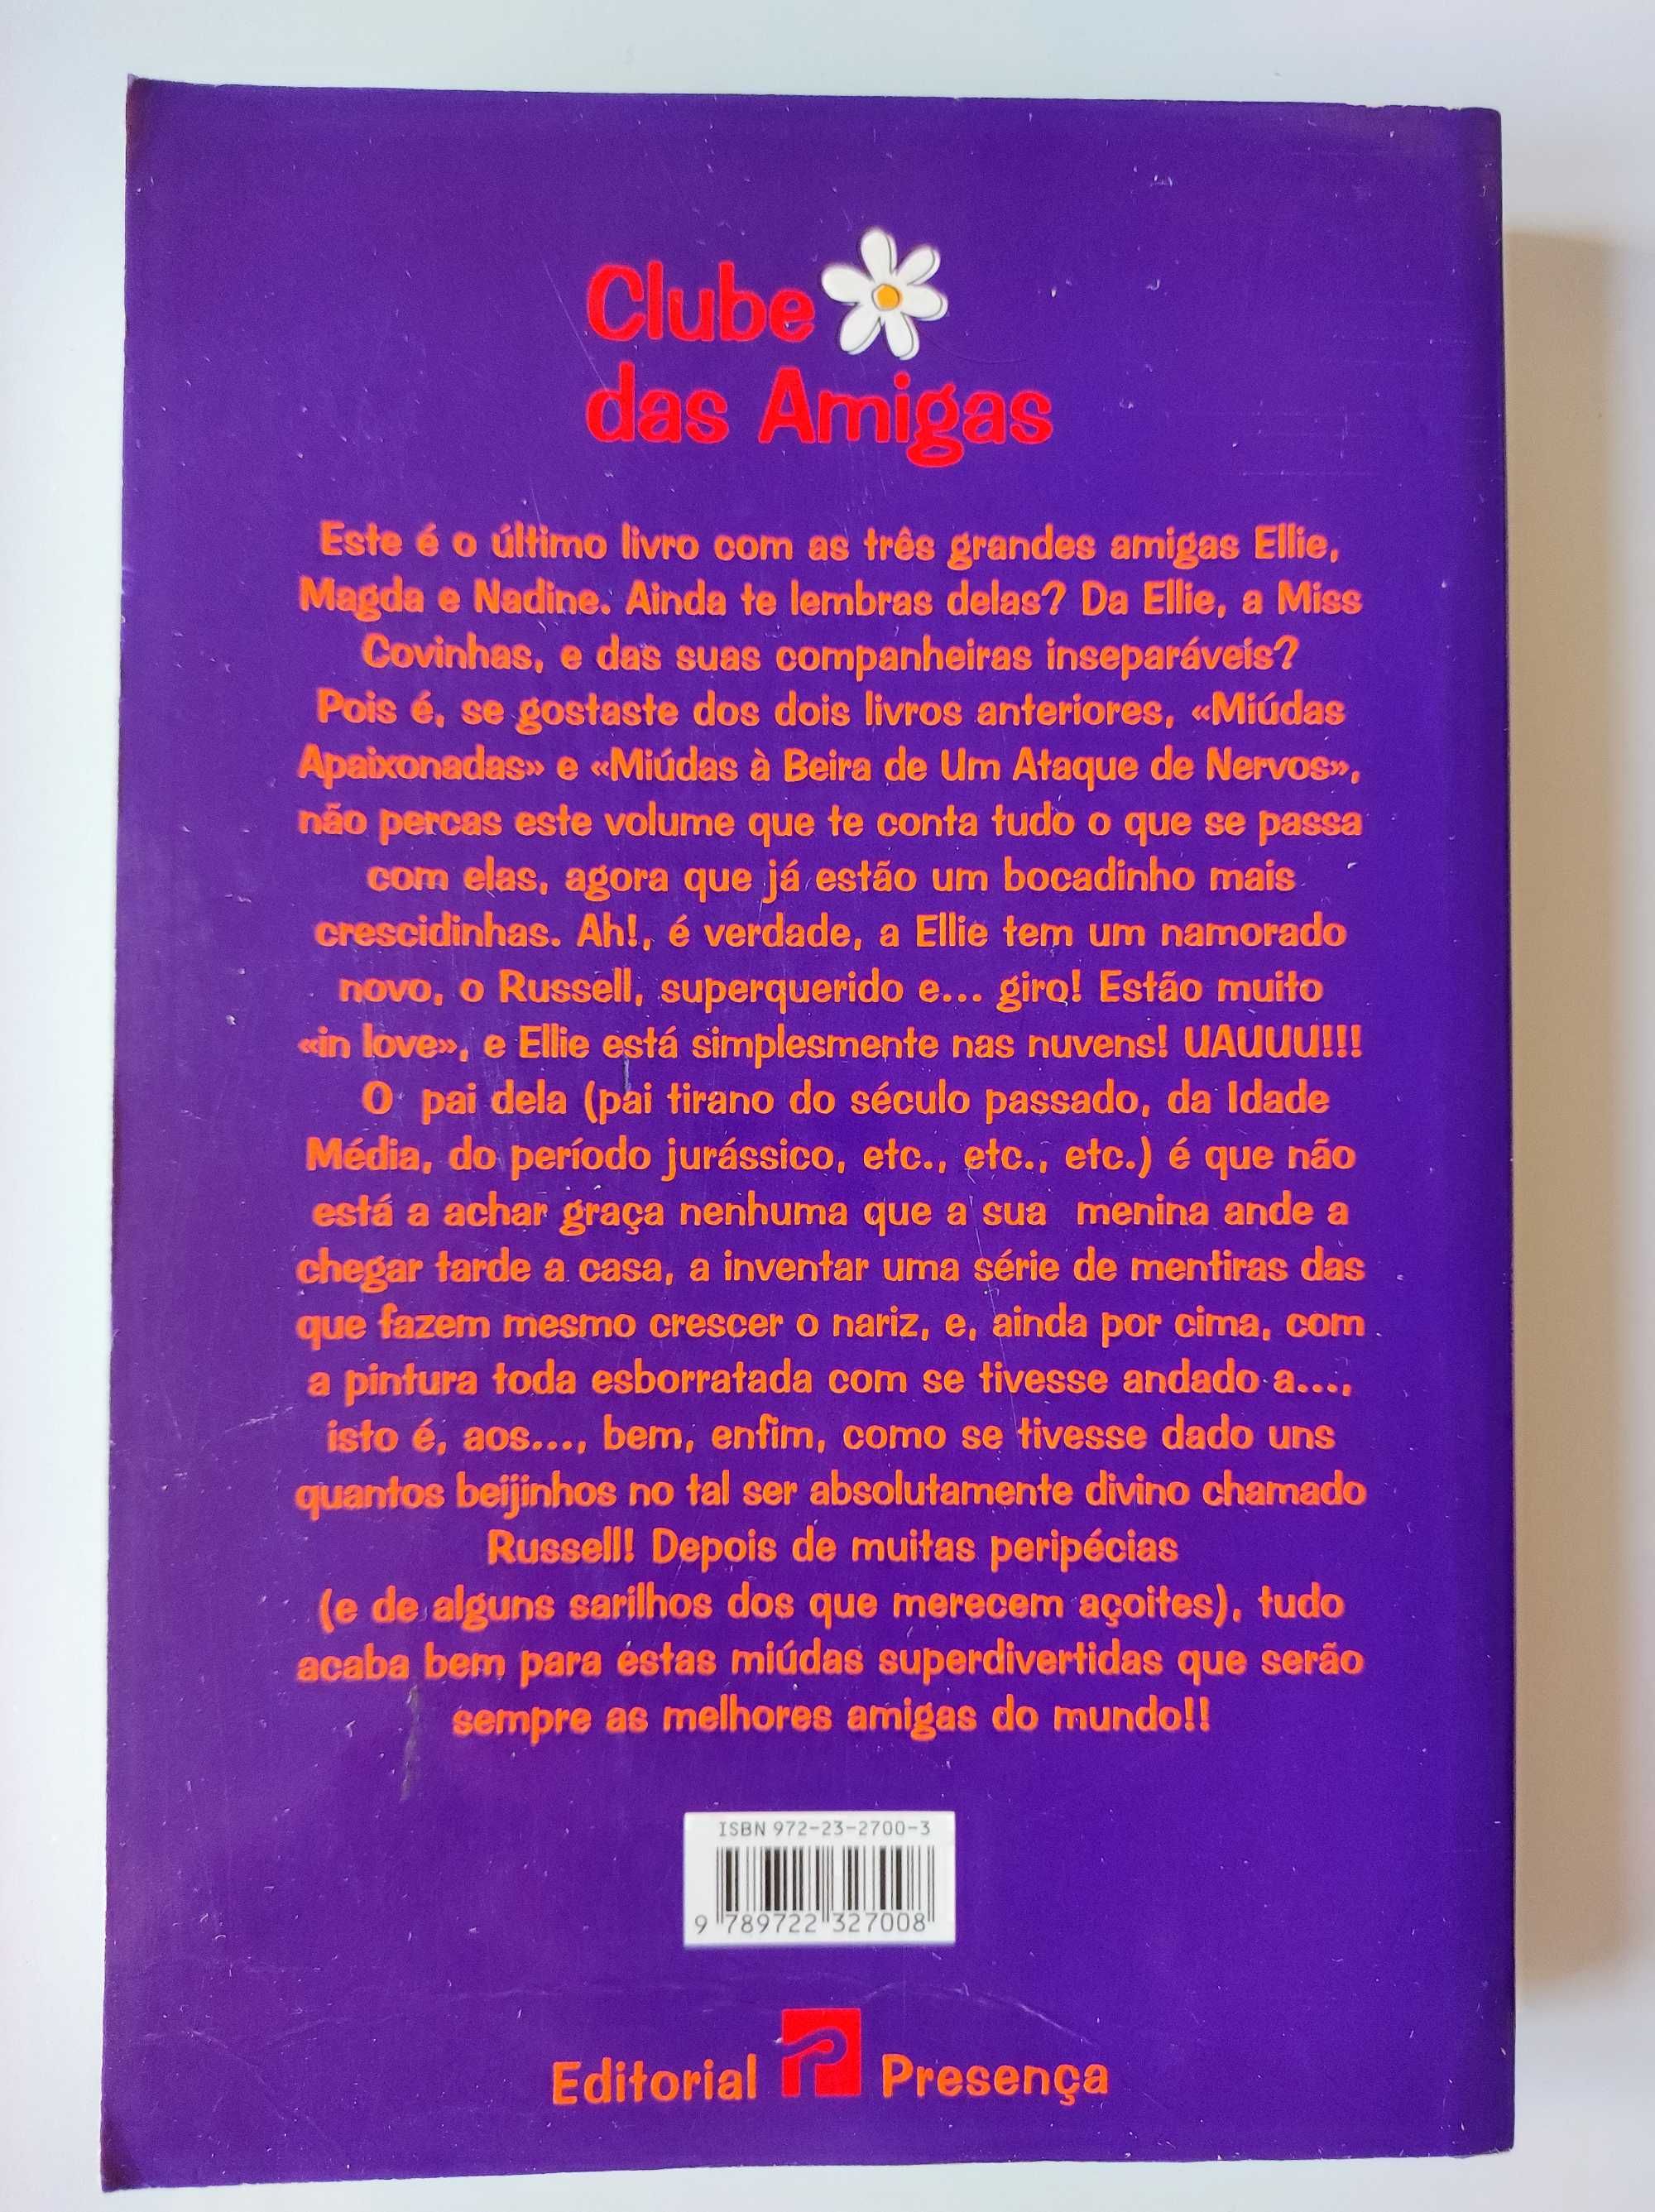 Clube
das Amigas
Este é o último livro com as três grandes amigas Ellie,
Magda e Nadine. Ainda te lembras delas? Da Ellie, a Miss
Covinhas, e das suas companheiras inseparáveis?
Pois é, se gostaste dos dois livros anteriores, «Miúdas
Apaixonadas» e «Miúdas à Beira de Um Ataque de Nervos»,
não percas este volume que te conta tudo o que se passa
com elas, agora que já estão um bocadinho mais
crescidinhas. Ah!, é verdade, a Ellie tem um namorado
novo, o Russell, superquerido e... giro! Estão muito
«in love», e Ellie está simplesmente nas nuvens! UAUUU!!!
O pai dela (pai tirano do século passado, da Idade
Média, do período jurássico, etc., etc., etc.) é que não
está a achar graça nenhuma que a sua menina ande a
chegar tarde a casa, a inventar uma série de mentiras das
que fazem mesmo crescer o nariz, e, ainda por cima, com
a pintura toda esborratada com se tivesse andado a...,
isto é, aos..., bem, enfim, como se tivesse dado uns
quantos beijinhos no tal ser absolutamente divino chamado
Russell! Depois de muitas peripécias
(e de alguns sarilhos dos que merecem açoites), tudo
acaba bem para estas miúdas superdivertidas que serão
sempre as melhores amigas do mundo!!
ISBN 972-23-2700-3
9 789722 327008
Editorial Presença